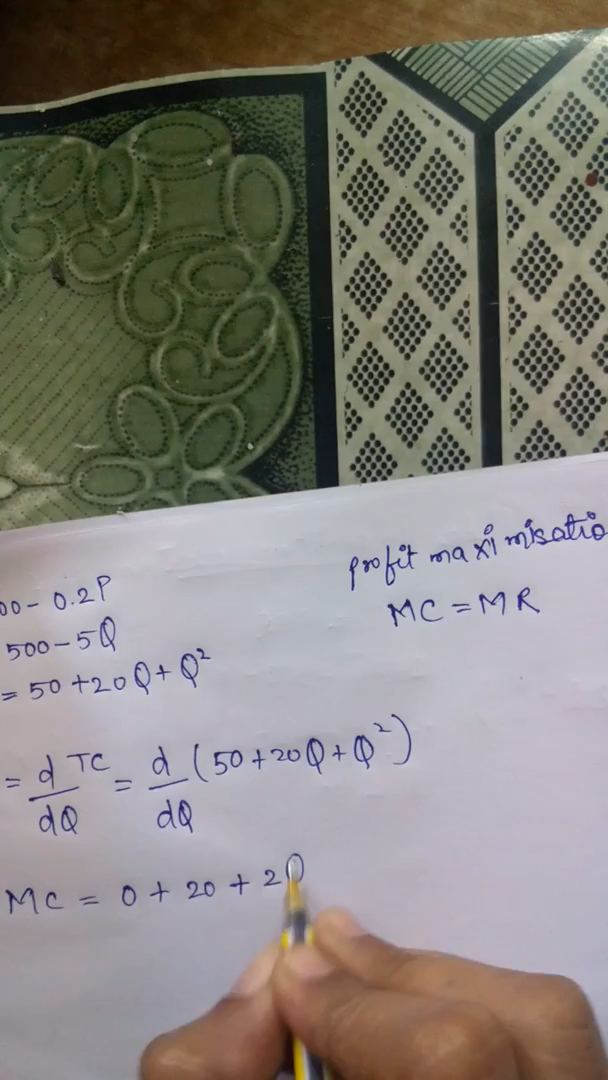 profit maximisatio
MC = MR
00 - 0.2P
500 - 5Q
= 50 + 20Q + Q²
= dTC/dQ = d/dQ (50 + 20Q + Q²)
MC = 0 + 20 + 2Q